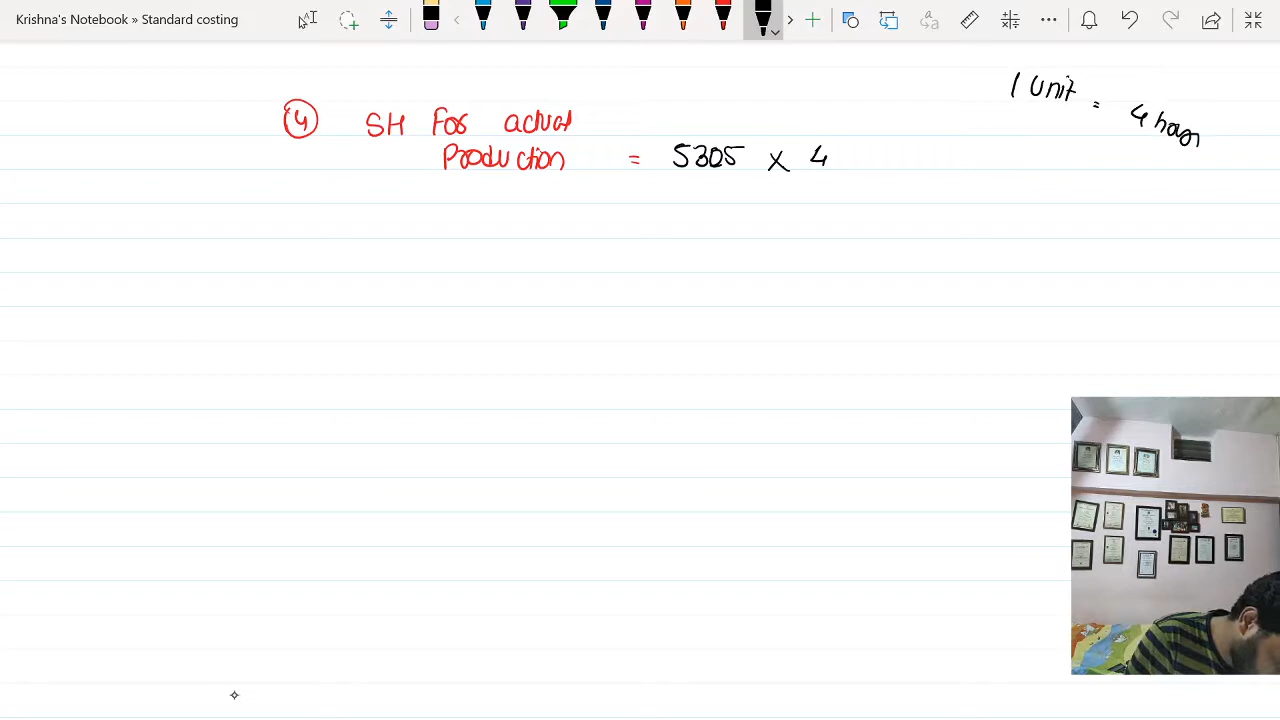 Krishna's Notebook » Standard costing
1 Unit = 4 hours
4 SH For actual
Production = 5305 x 4